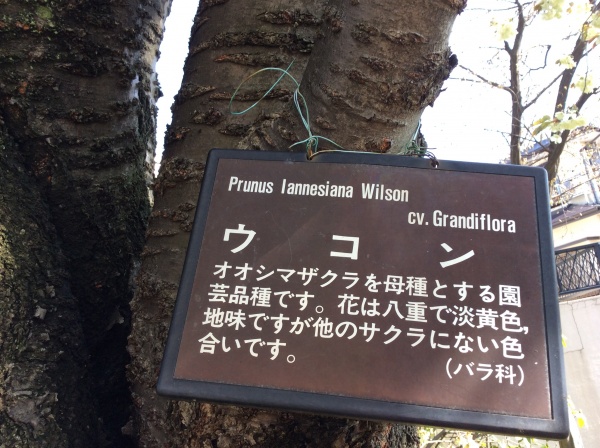 Prunus lannesiana Wilson
cv. Grandiflora
ウコン
オオシマザクラを母種とする園
芸品種です。花は八重で淡黄色,
地味ですが他のサクラにない色
合いです。
(バラ科)